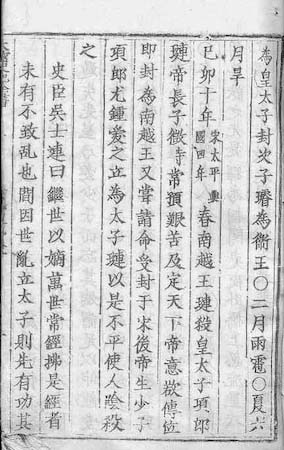 為皇太子封次子璿為衛王○二月雨雹○夏六
月旱
己卯十年宋太平興國四年春南越王璉殺皇太子項郎
璉帝長子微時常預艱苦及定天下帝意欲傳位
即封為南越王又嘗請命受封于宋後帝生少子
項郎尤鍾愛之立為太子璉以是不平使人陰殺
之
史臣吳士連曰繼世以嫡萬世常經拂是經者
未有不致亂也間因世亂立太子則先有功其